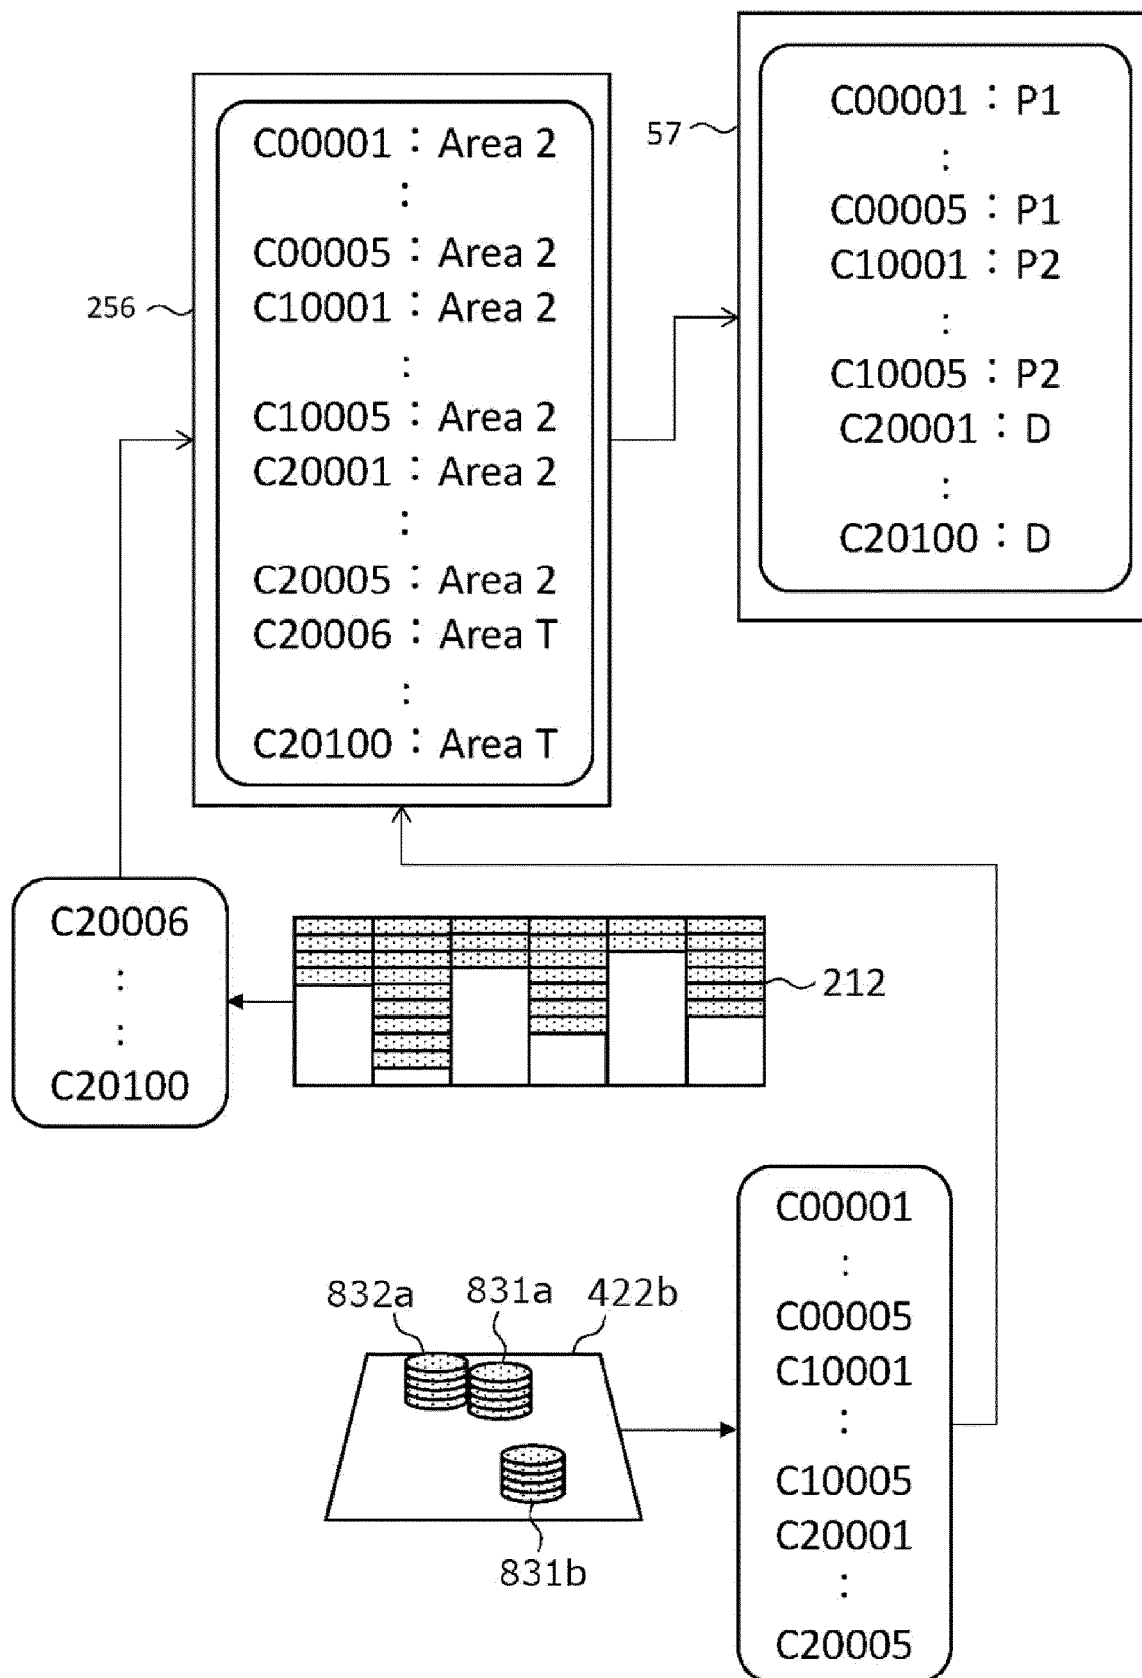 C00001 : P1
:
C00005 : P1
C10001 : P2
:
C10005 : P2
C20001 : D
:
C20100 : D
57
C00001 : Area 2
:
C00005 : Area 2
C10001 : Area 2
:
C10005 : Area 2
C20001 : Area 2
:
C20005 : Area 2
C20006 : Area T
:
C20100 : Area T
256
C20006
:
:
C20100
212
832a
831a
422b
831b
C00001
:
C00005
C10001
:
C10005
C20001
:
C20005